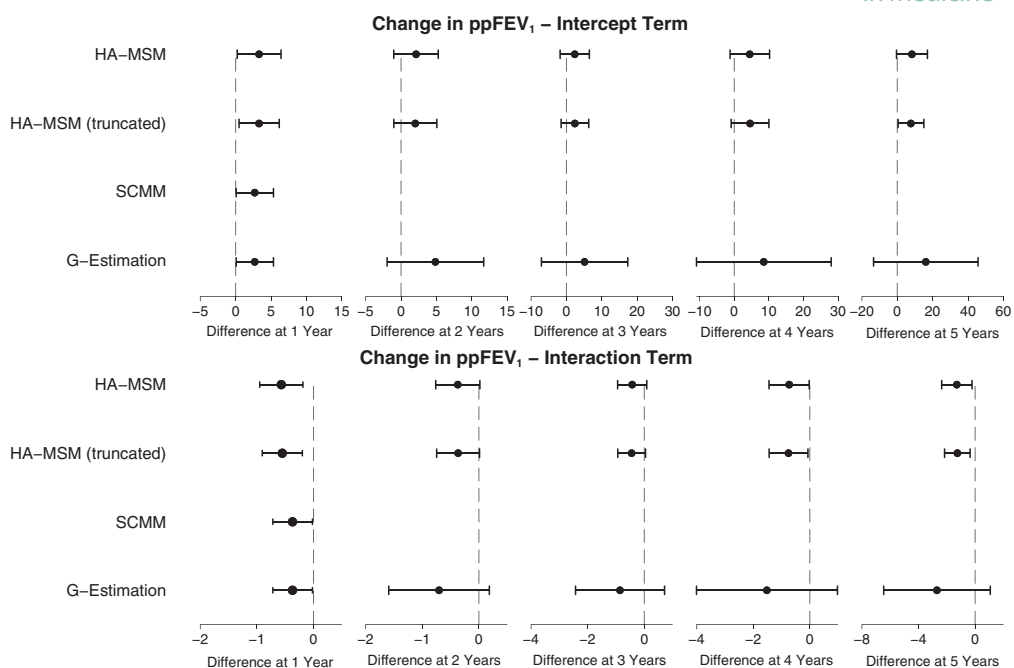 Change in ppFEV₁ − Intercept Term
HA−MSM
HA−MSM (truncated)
SCMM
G−Estimation
−5 0 5 10 15 −5 0 5 10 15 −10 0 10 20 30 −10 0 10 20 30 −20 0 20 40 60
Difference at 1 Year Difference at 2 Years Difference at 3 Years Difference at 4 Years Difference at 5 Years
Change in ppFEV₁ − Interaction Term
HA−MSM
HA−MSM (truncated)
SCMM
G−Estimation
−2 −1 0 −2 −1 0 −4 −2 0 −4 −2 0 −8 −4 0
Difference at 1 Year Difference at 2 Years Difference at 3 Years Difference at 4 Years Difference at 5 Years